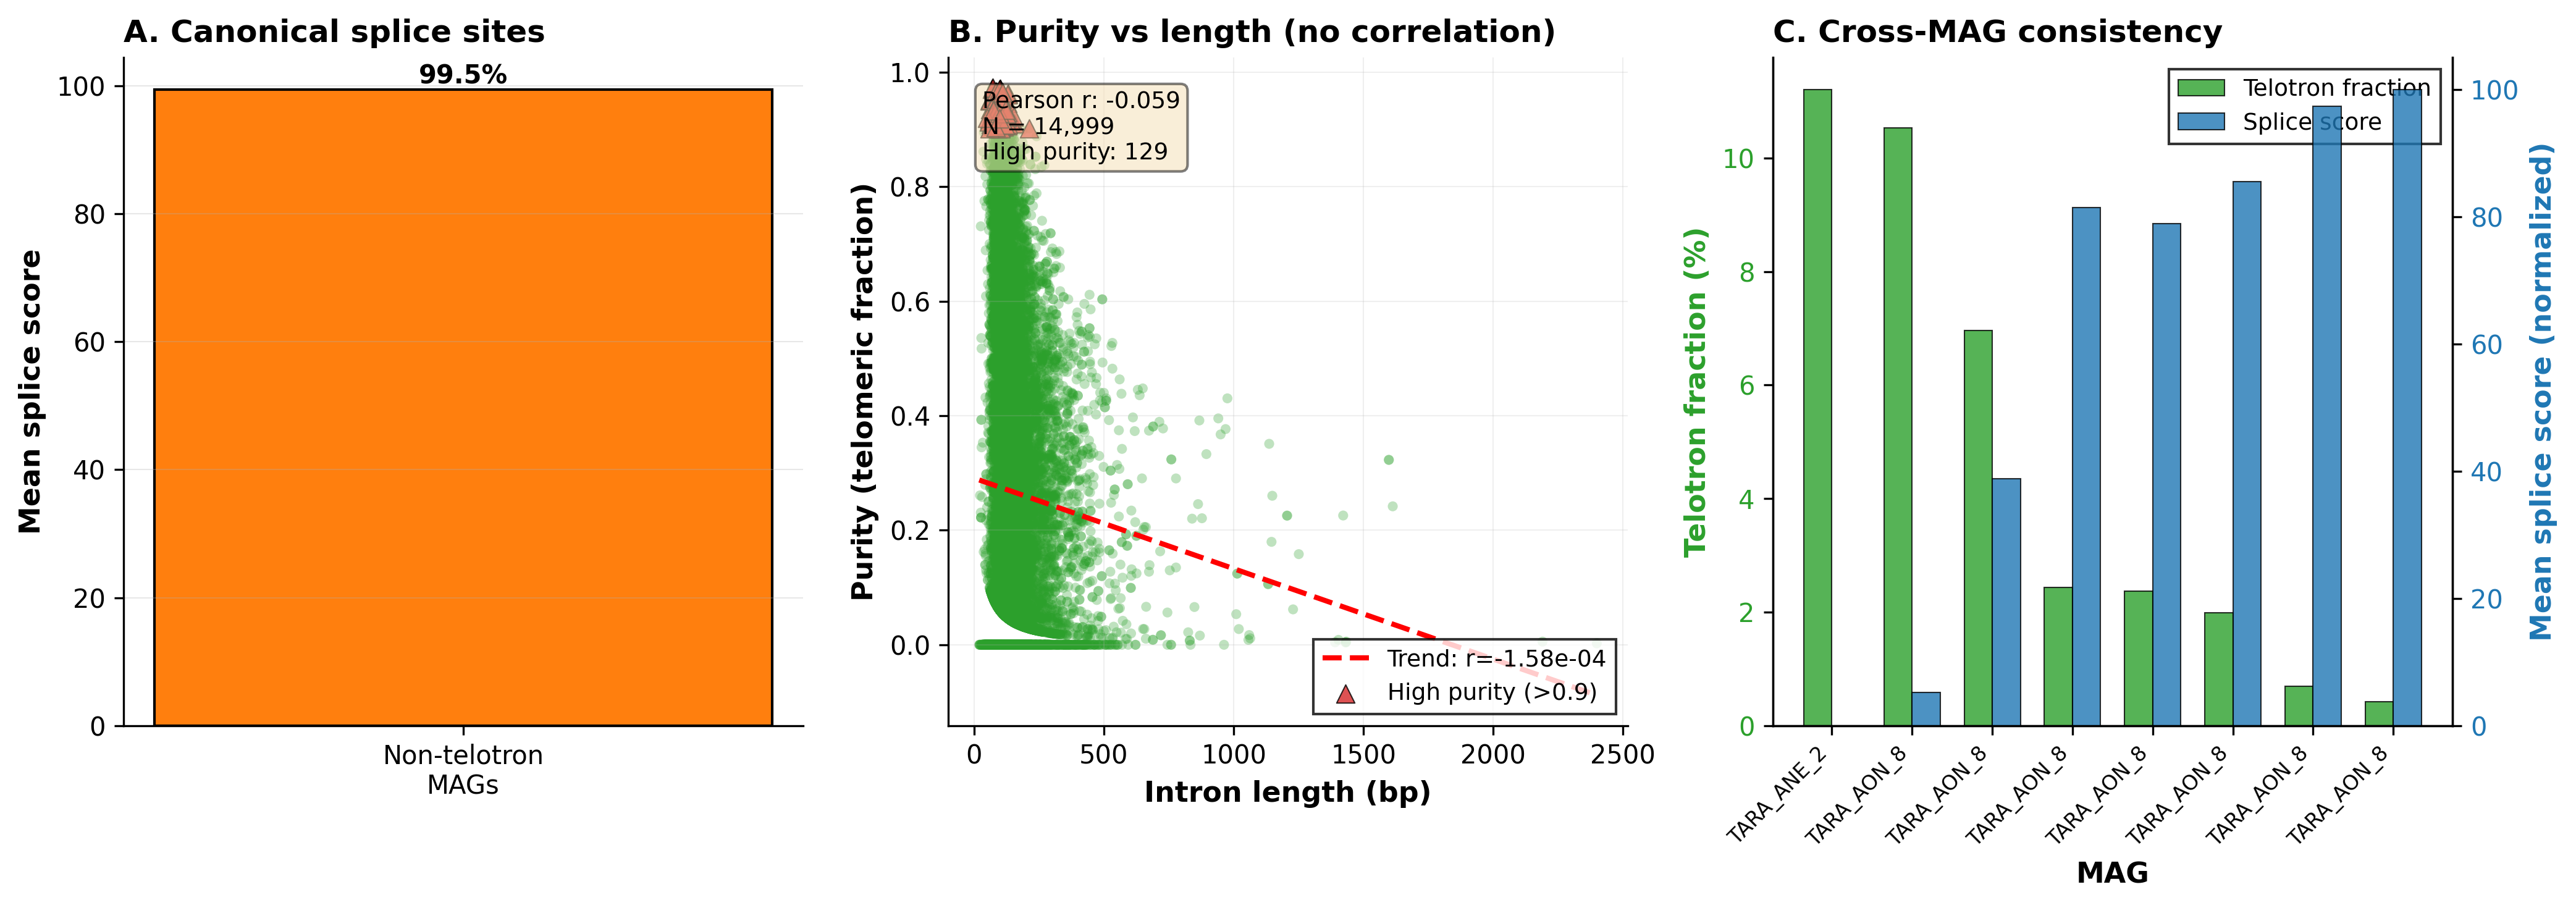 A. Canonical splice sites
99.5%
100
80
60
40
20
0
Mean splice score
Non-telotron
MAGs
B. Purity vs length (no correlation)
Pearson r: -0.059
N = 14,999
High purity: 129
1.0
0.8
0.6
0.4
0.2
0.0
Purity (telomeric fraction)
Trend: r=-1.58e-04
High purity (>0.9)
0 500 1000 1500 2000 2500
Intron length (bp)
C. Cross-MAG consistency
Telotron fraction
Splice score
10
8
6
4
2
0
Telotron fraction (%)
100
80
60
40
20
0
Mean splice score (normalized)
TARA_ANE_2
TARA_AON_8
TARA_AON_8
TARA_AON_8
TARA_AON_8
TARA_AON_8
TARA_AON_8
TARA_AON_8
MAG